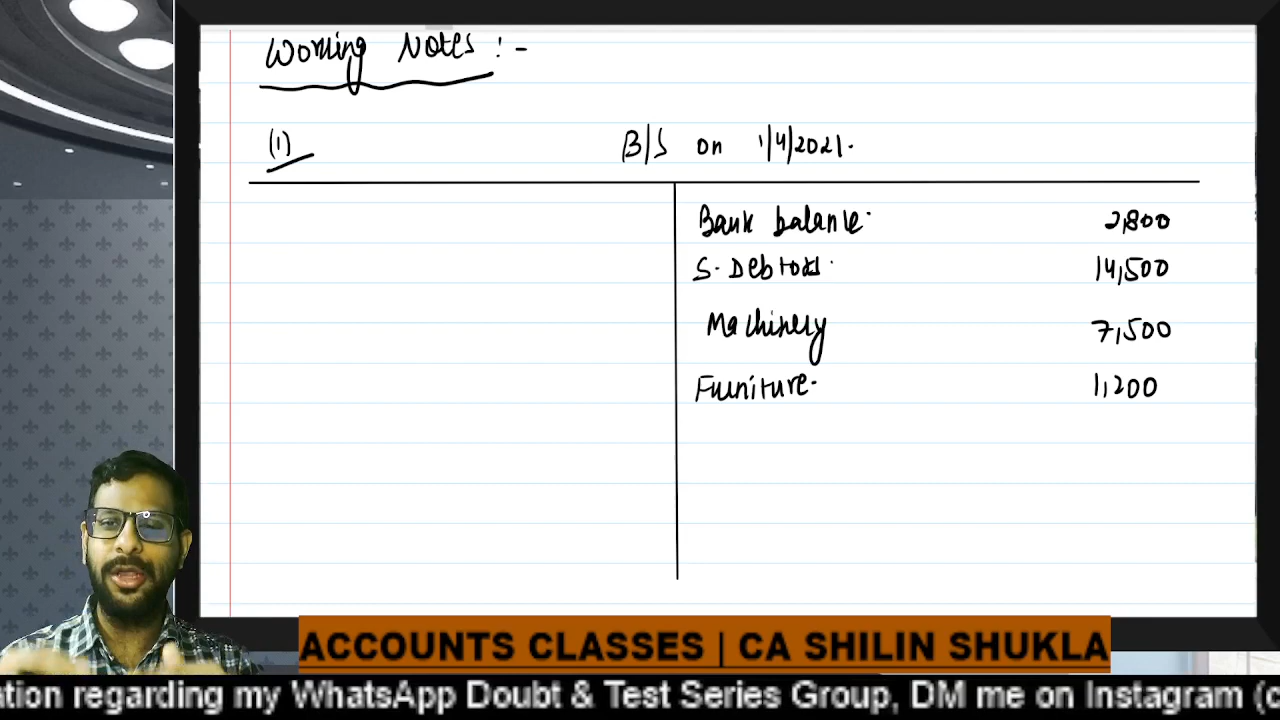 Working Notes :-
(1) B/S on 1/4/2021.
Bank balance. 2,800
S. Debtors. 14,500
Machinery 7,500
Furniture. 1,200
ACCOUNTS CLASSES | CA SHILIN SHUKLA
ation regarding my WhatsApp Doubt & Test Series Group, DM me on Instagram (c